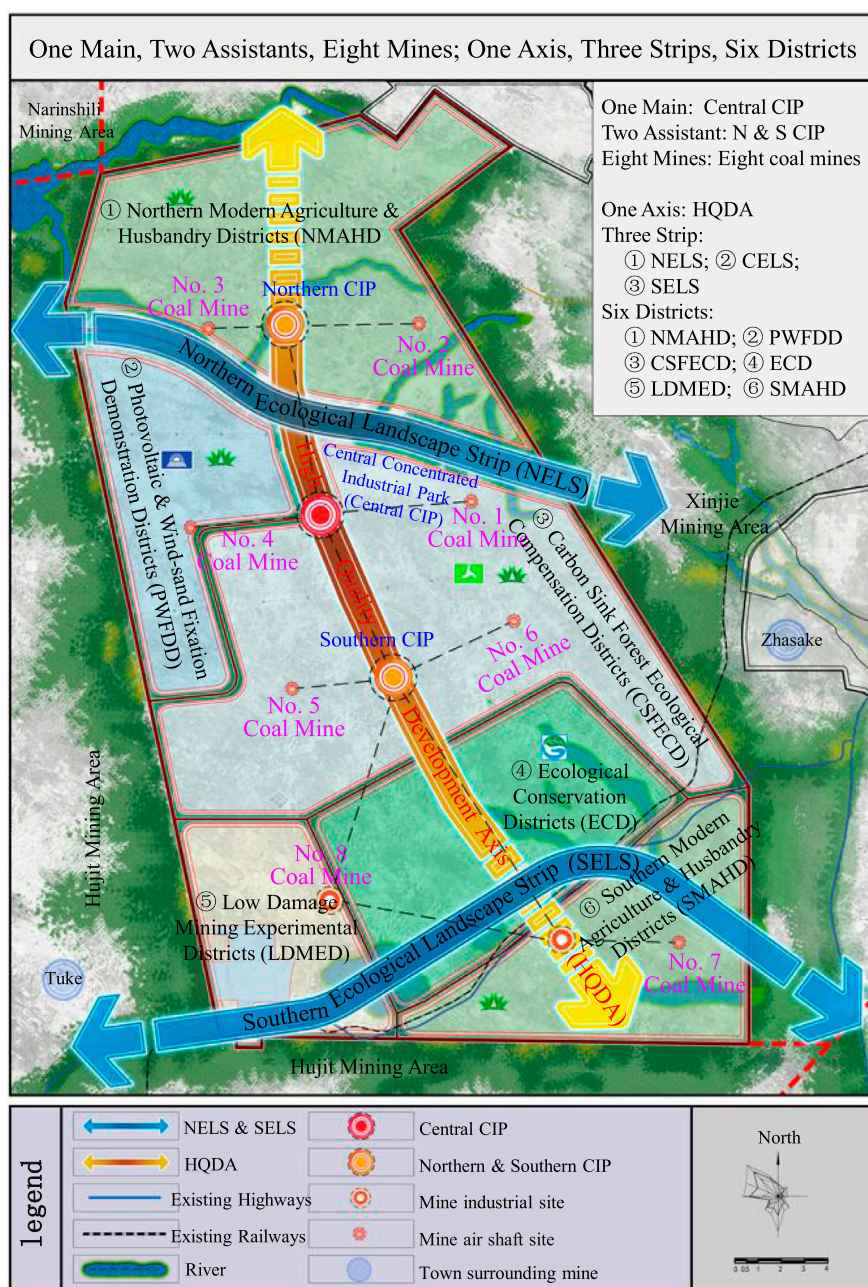 One Main, Two Assistants, Eight Mines; One Axis, Three Strips, Six Districts
Narinshili
Mining Area
One Main: Central CIP
Two Assistant: N & S CIP
Eight Mines: Eight coal mines
One Axis: HQDA
Three Strip:
① NELS; ② CELS;
③ SELS
Six Districts:
① NMAHD; ② PWFDD
③ CSFECD; ④ ECD
⑤ LDMED; ⑥ SMAHD
① Northern Modern Agriculture &
Husbandry Districts (NMAHD
No. 3
Coal Mine
Northern CIP
No. 2
Coal Mine
Northern Ecological Landscape Strip (NELS)
② Photovoltaic & Wind-sand Fixation
Demonstration Districts (PWFDD)
Central Concentrated
Industrial Park
(Central CIP)
No. 1
Coal Mine
Xinjie
Mining Area
No. 4
Coal Mine
③ Carbon Sink Forest Ecological
Compensation Districts (CSFECD)
High Quality Development Axis (HQDA)
Southern CIP
No. 6
Coal Mine
Zhasake
No. 5
Coal Mine
Hujit Mining Area
④ Ecological
Conservation
Districts (ECD)
No. 8
Coal Mine
⑤ Low Damage
Mining Experimental
Districts (LDMED)
⑥ Southern Modern
Agriculture & Husbandry
Districts (SMAHD)
Southern Ecological Landscape Strip (SELS)
No. 7
Coal Mine
Tuke
Hujit Mining Area
legend
NELS & SELS
Central CIP
HQDA
Northern & Southern CIP
Existing Highways
Mine industrial site
Existing Railways
Mine air shaft site
River
Town surrounding mine
North
0 0.5 1 2 3 4